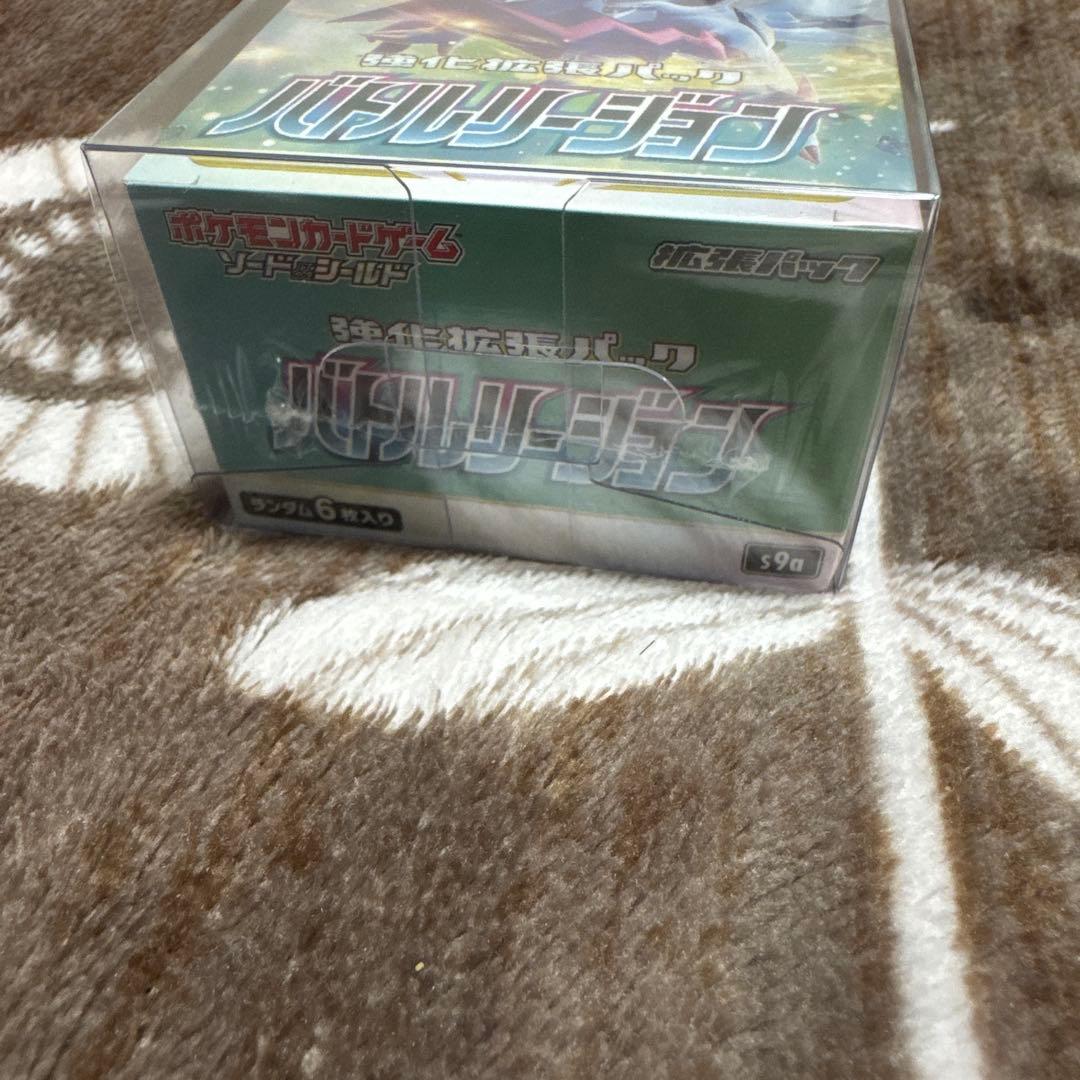 強化拡張パック
バトルリージョン
ポケモンカードゲーム
ソード&シールド
拡張パック
強化拡張パック
バトルリージョン
ランダム6枚入り
s9a